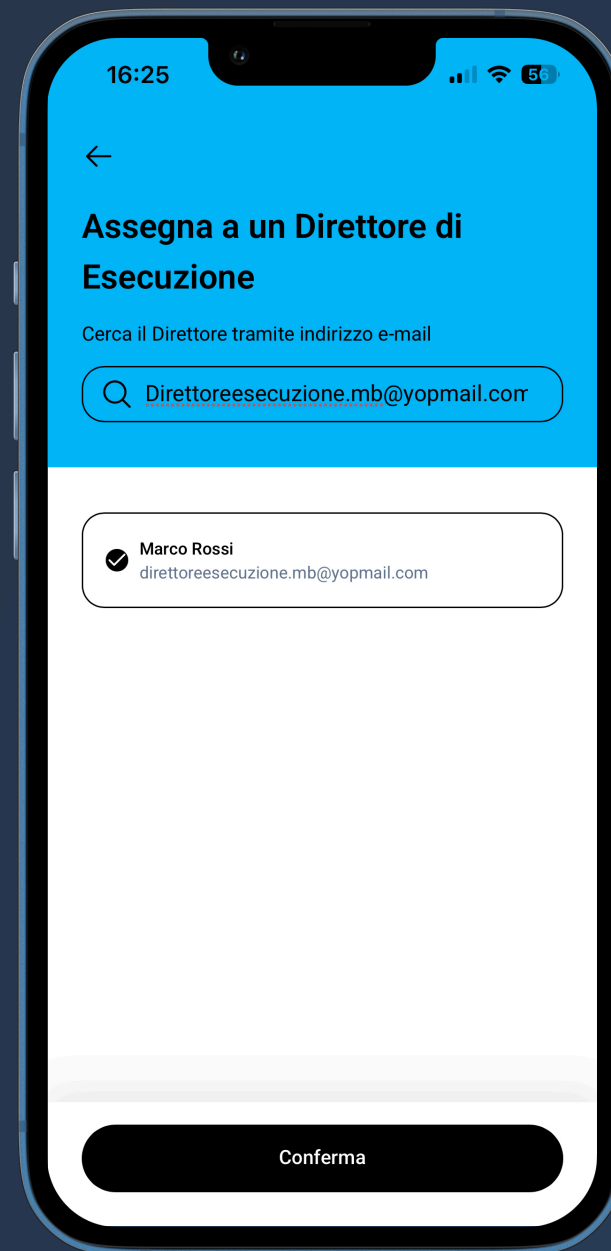 16:25
56
Assegna a un Direttore di
Esecuzione
Cerca il Direttore tramite indirizzo e-mail
Direttoreesecuzione.mb@yopmail.com
Marco Rossi
direttoreesecuzione.mb@yopmail.com
Conferma